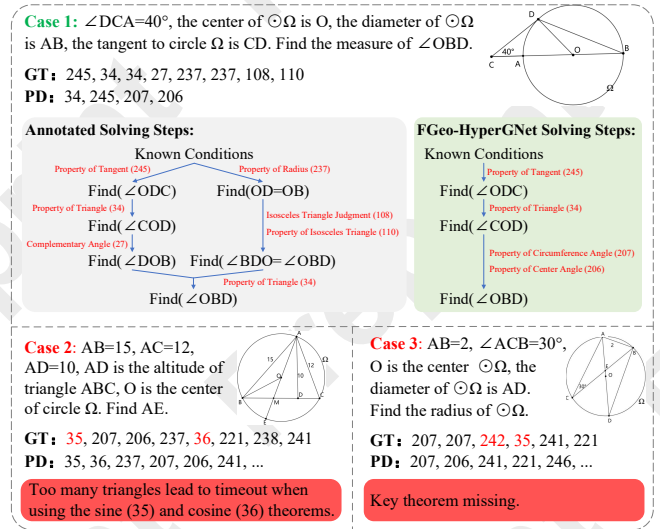 Case 1: ∠DCA=40°, the center of ⊙Ω is O, the diameter of ⊙Ω
is AB, the tangent to circle Ω is CD. Find the measure of ∠OBD.
GT: 245, 34, 34, 27, 237, 237, 108, 110
PD: 34, 245, 207, 206
D
40°
C
A
O
B
Ω
Annotated Solving Steps:
Known Conditions
Property of Tangent (245)
Property of Radius (237)
Find(∠ODC)
Find(OD=OB)
Property of Triangle (34)
Isosceles Triangle Judgment (108)
Find(∠COD)
Property of Isosceles Triangle (110)
Complementary Angle (27)
Find(∠DOB)
Find(∠BDO=∠OBD)
Property of Triangle (34)
Find(∠OBD)
FGeo-HyperGNet Solving Steps:
Known Conditions
Property of Tangent (245)
Find(∠ODC)
Property of Triangle (34)
Find(∠COD)
Property of Circumference Angle (207)
Property of Center Angle (206)
Find(∠OBD)
Case 2: AB=15, AC=12,
AD=10, AD is the altitude of
triangle ABC, O is the center
of circle Ω. Find AE.
A
Ω
15
12
O
10
B
M
D
C
E
GT: 35, 207, 206, 237, 36, 221, 238, 241
PD: 35, 36, 237, 207, 206, 241, ...
Too many triangles lead to timeout when
using the sine (35) and cosine (36) theorems.
Case 3: AB=2, ∠ACB=30°,
O is the center ⊙Ω, the
diameter of ⊙Ω is AD.
Find the radius of ⊙Ω.
A
2
B
E
O
30°
C
D
Ω
GT: 207, 207, 242, 35, 241, 221
PD: 207, 206, 241, 221, 246, ...
Key theorem missing.